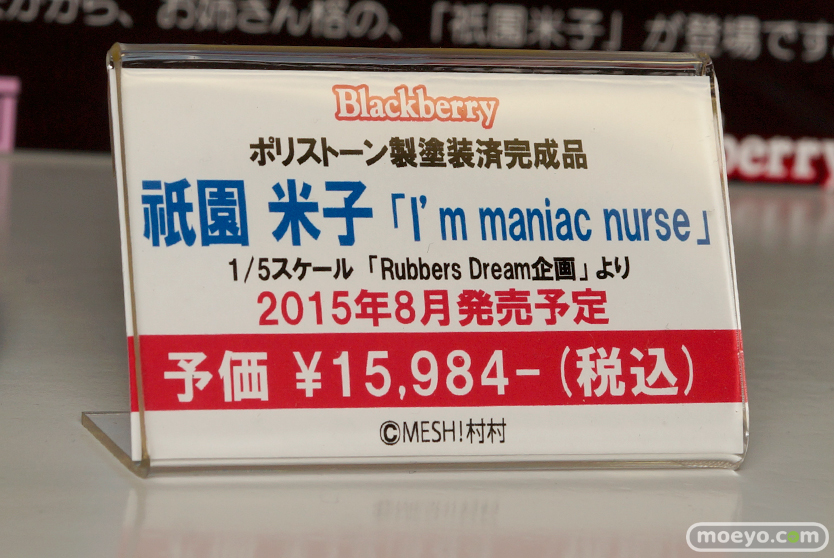 ながら、お姉さん格の、「祇園米子」が登場です
Blackberry
ポリストーン製塗装済完成品
祇園 米子「I'm maniac nurse」
1/5スケール「Rubbers Dream企画」より
2015年8月発売予定
予価 ¥15,984-(税込)
©MESH!村村
erry
moeyo.com